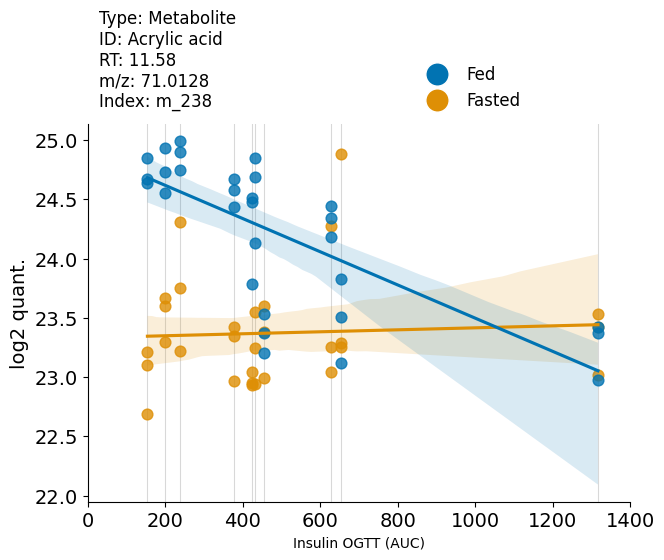 Type: Metabolite
ID: Acrylic acid
RT: 11.58
m/z: 71.0128
Index: m_238
Fed
Fasted
25.0
24.5
24.0
23.5
23.0
22.5
22.0
log2 quant.
0
200
400
600
800
1000
1200
1400
Insulin OGTT (AUC)